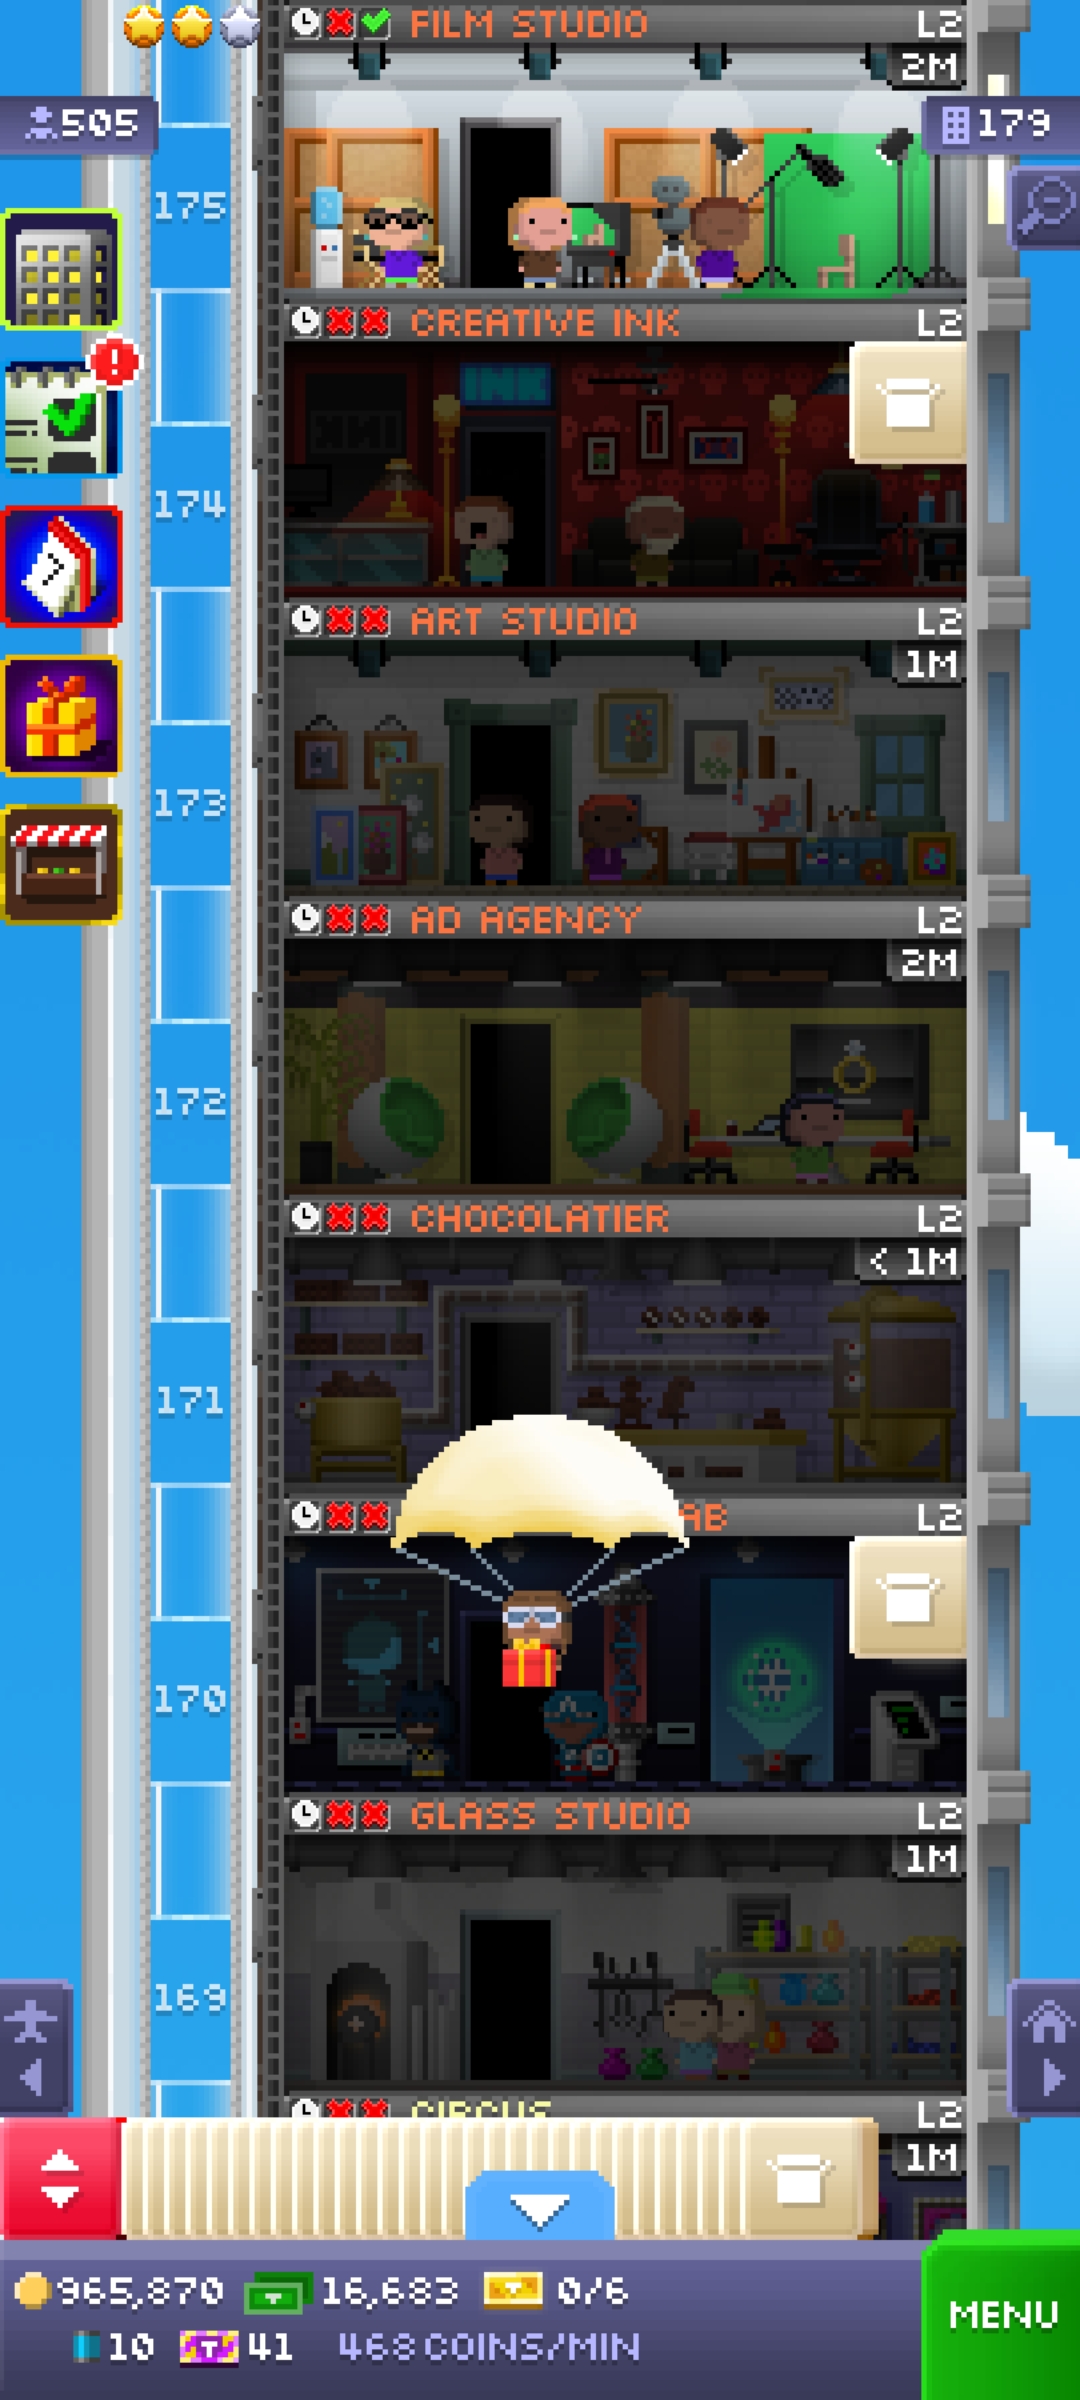 FILM STUDIO L2
2M
505
179
175
CREATIVE INK L2
INK
174
ART STUDIO L2
1M
173
AD AGENCY L2
2M
172
CHOCOLATIER L2
< 1M
171
AB L2
170
GLASS STUDIO L2
1M
169
CIRCUS L2
1M
965,870 16,683 0/6
10 41 468 COINS/MIN
MENU